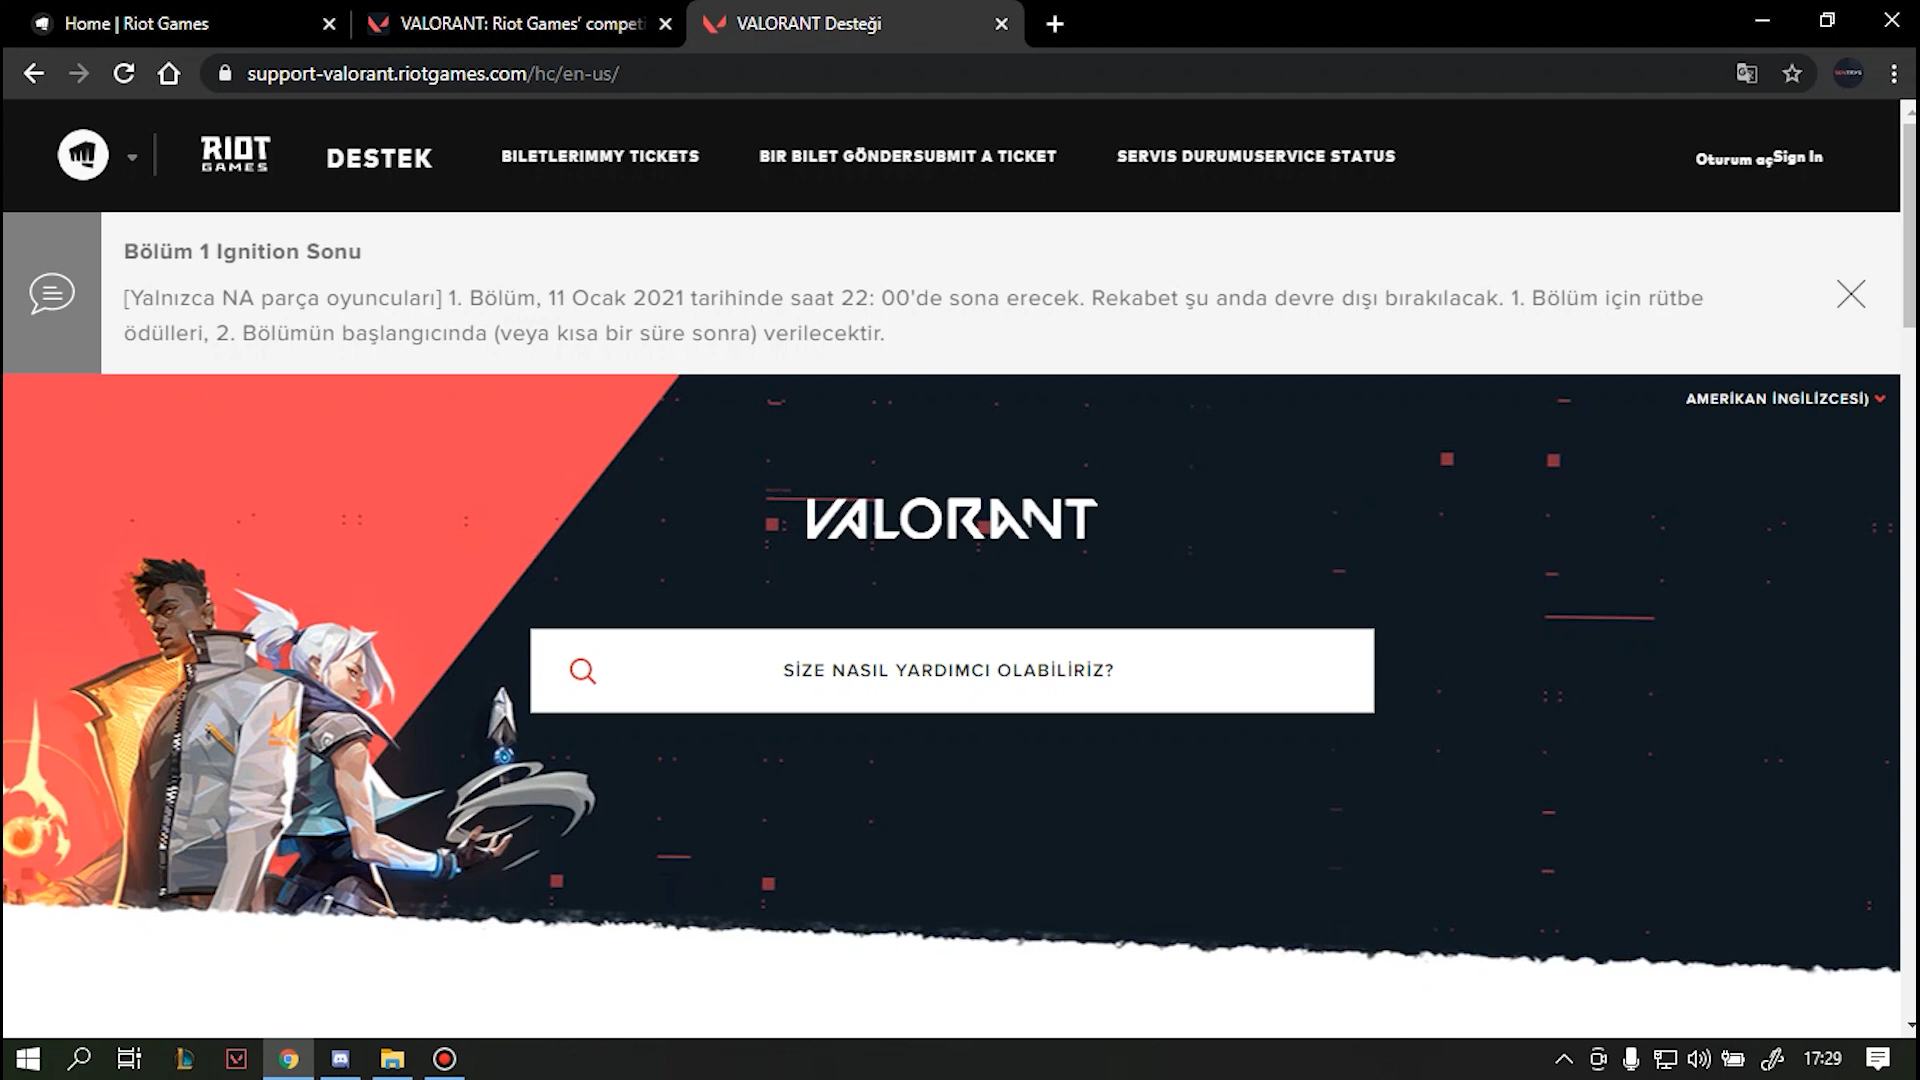 Home | Riot Games
VALORANT: Riot Games' competi
VALORANT Desteği
support-valorant.riotgames.com/hc/en-us/
RIOT
GAMES
DESTEK
BILETLERIMMY TICKETS
BIR BILET GÖNDERSUBMIT A TICKET
SERVIS DURUMUSERVICE STATUS
Oturum açSign In
Bölüm 1 Ignition Sonu
[Yalnızca NA parça oyuncuları] 1. Bölüm, 11 Ocak 2021 tarihinde saat 22: 00'de sona erecek. Rekabet şu anda devre dışı bırakılacak. 1. Bölüm için rütbe
ödülleri, 2. Bölümün başlangıcında (veya kısa bir süre sonra) verilecektir.
AMERİKAN İNGİLİZCESİ)
VALORANT
SİZE NASIL YARDIMCI OLABİLİRİZ?
17:29